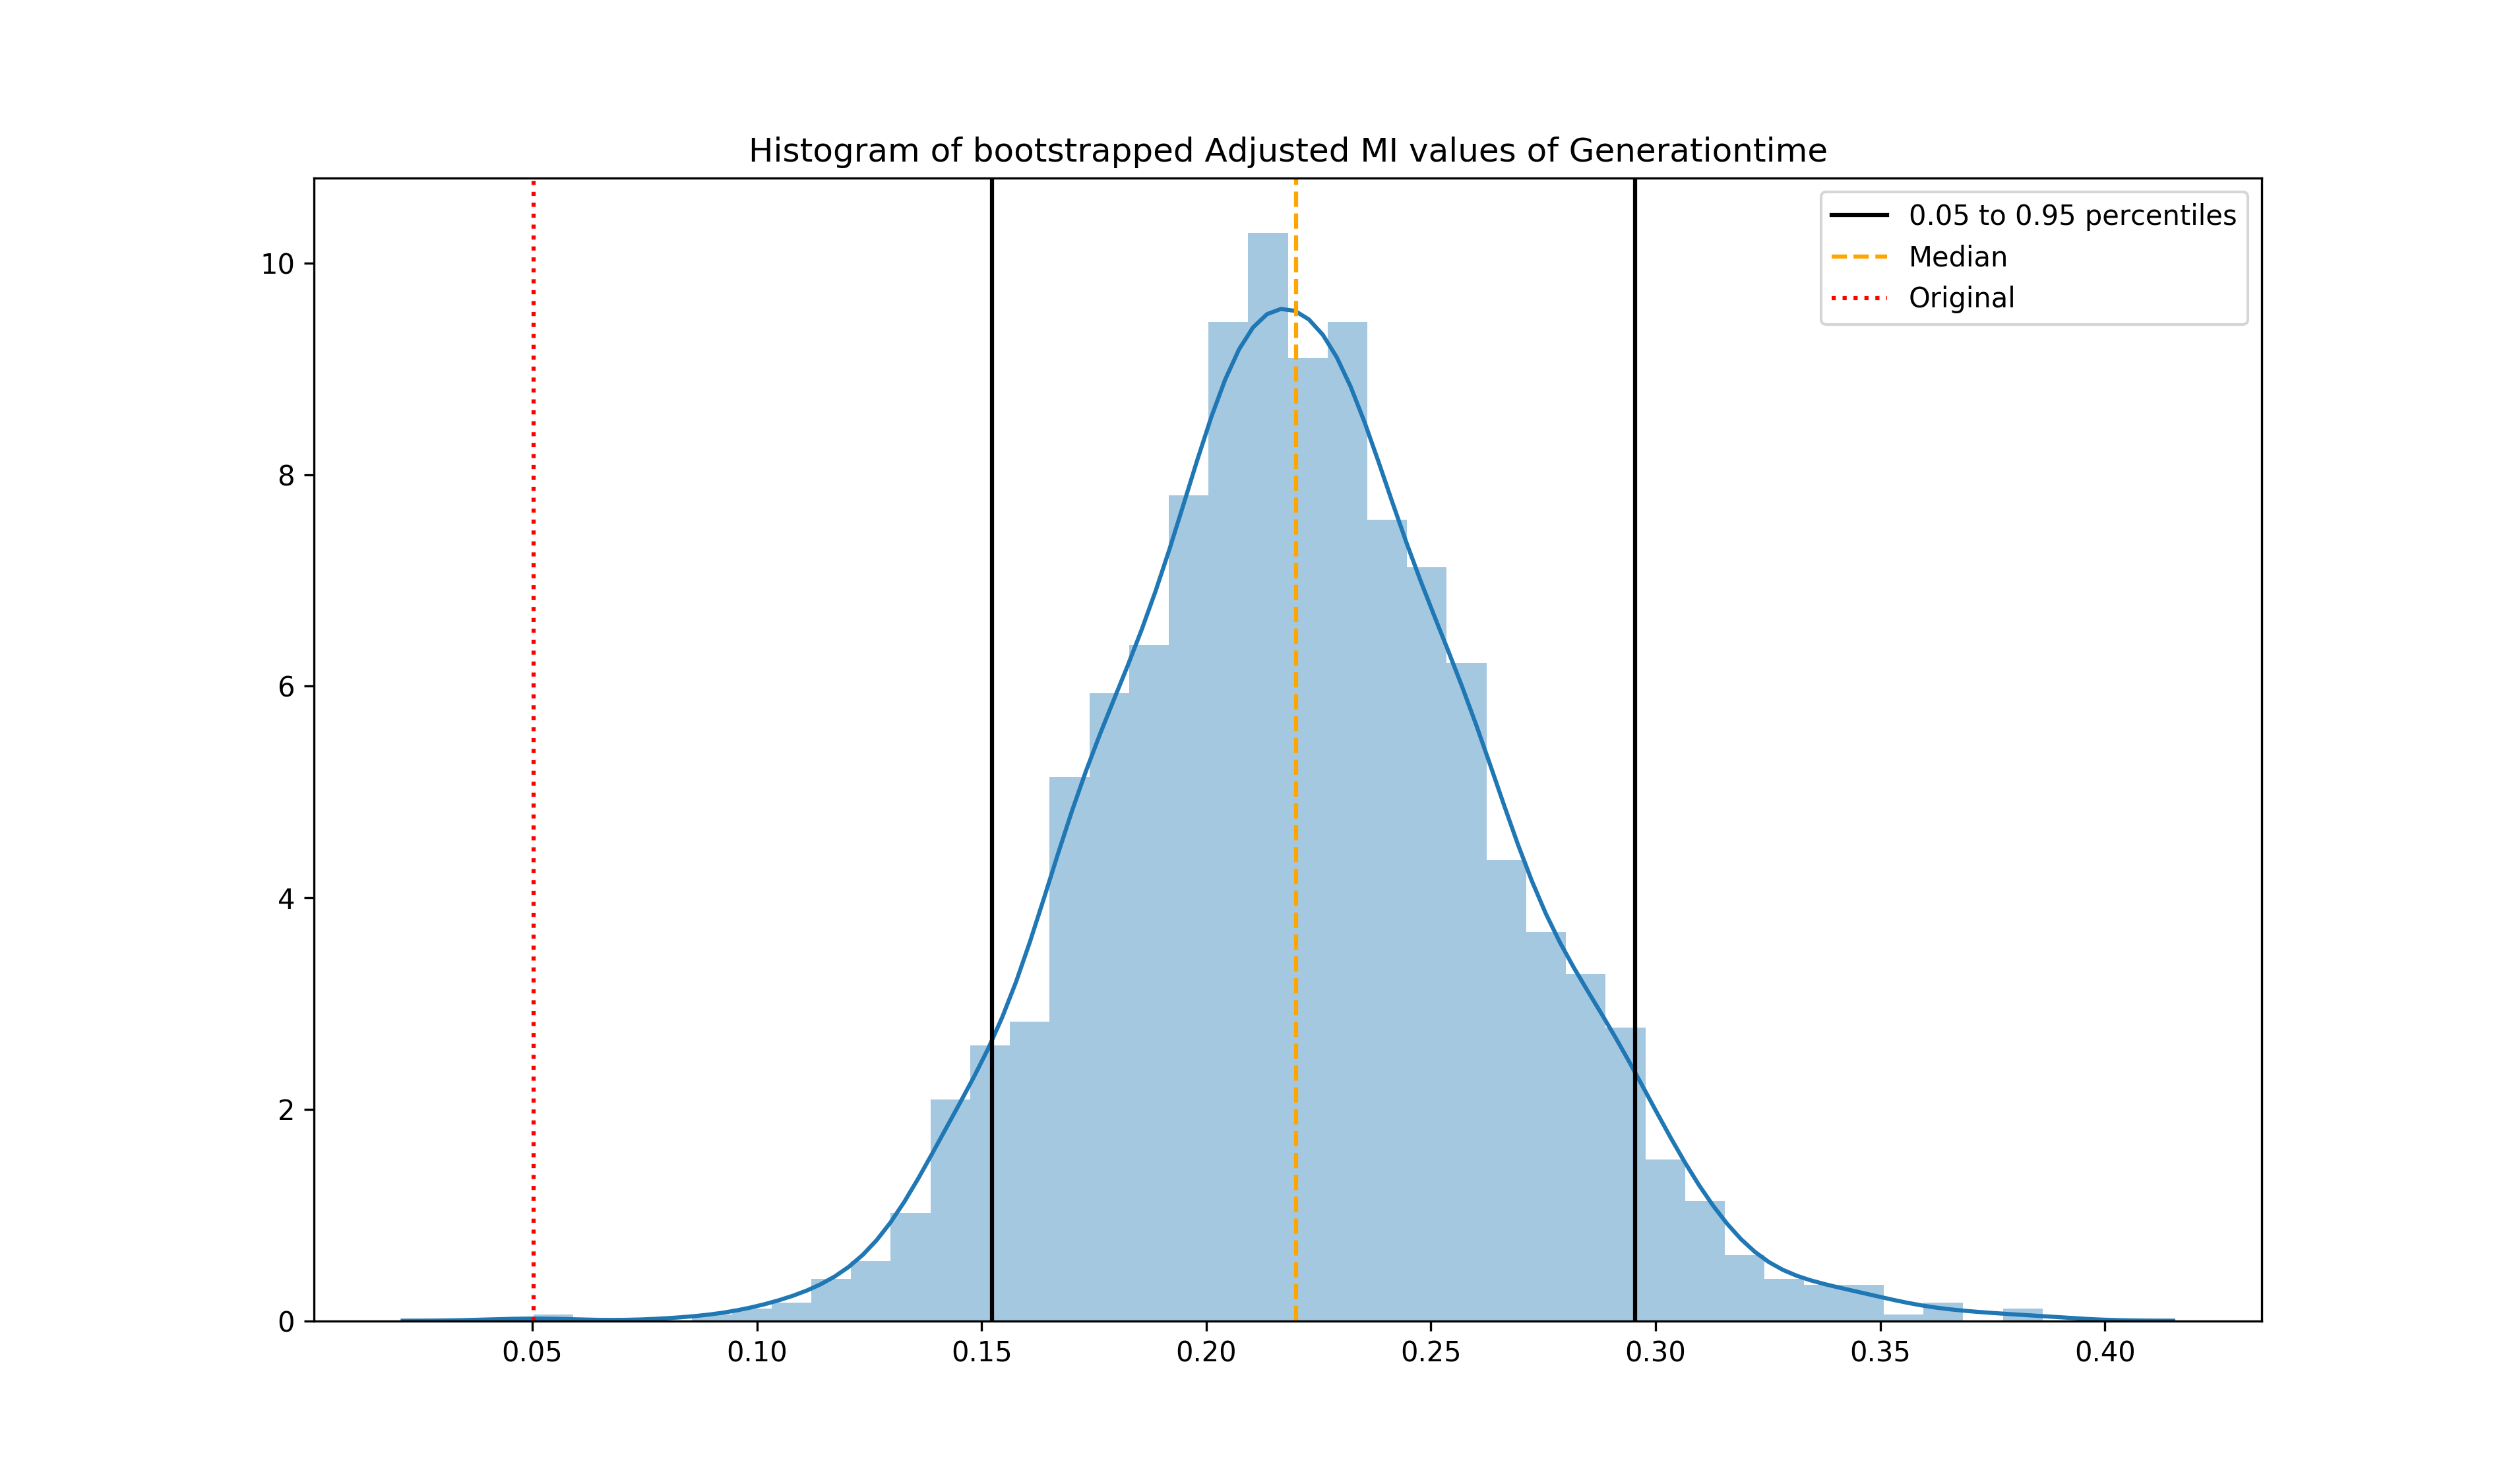 Histogram of bootstrapped Adjusted MI values of Generationtime
0.05 to 0.95 percentiles
Median
Original
10
8
6
4
2
0
0.05 0.10 0.15 0.20 0.25 0.30 0.35 0.40